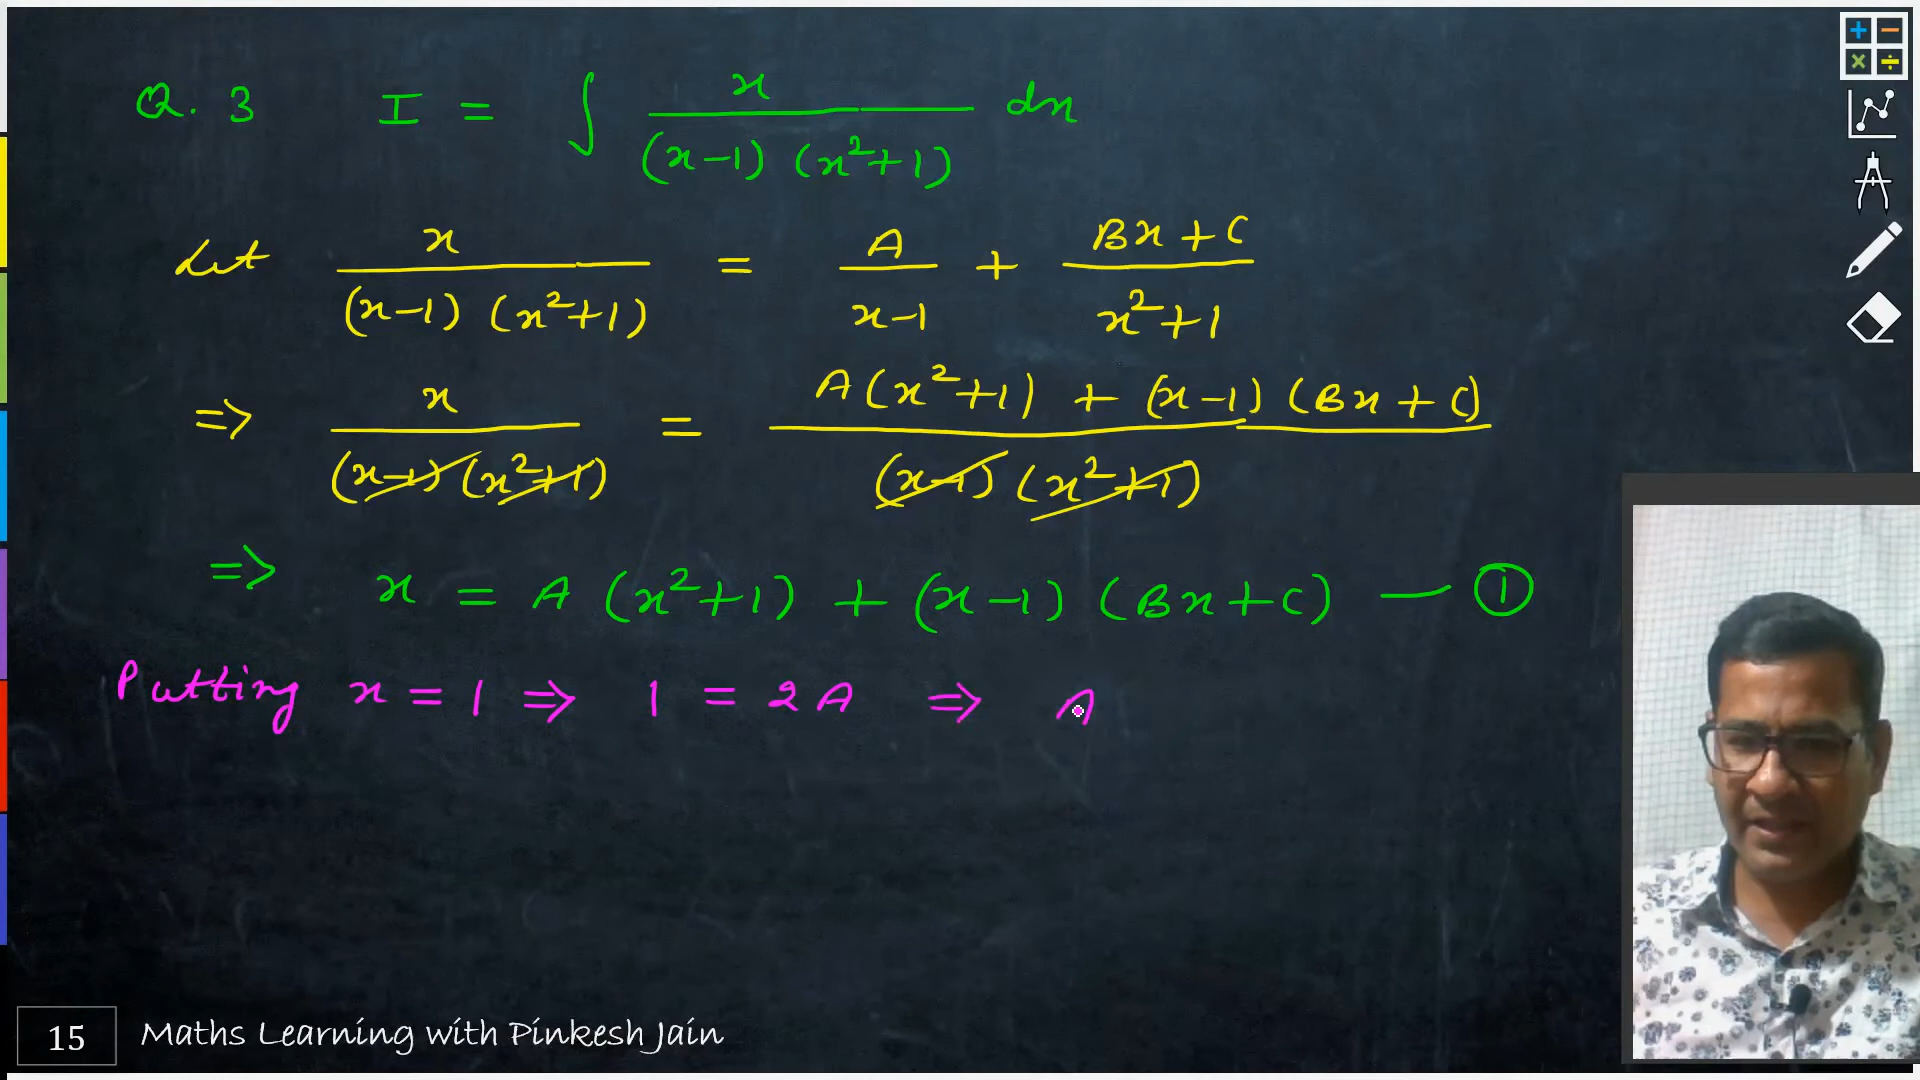 Q. 3 I = ∫ x / (x-1) (x²+1) dx
Let x / (x-1) (x²+1) = A / x-1 + Bx+C / x²+1
=> x / (x-1) (x²+1) = A(x²+1) + (x-1) (Bx+C) / (x-1) (x²+1)
=> x = A (x²+1) + (x-1) (Bx+C) — ①
Putting x = 1 => 1 = 2A => A
15 Maths Learning with Pinkesh Jain